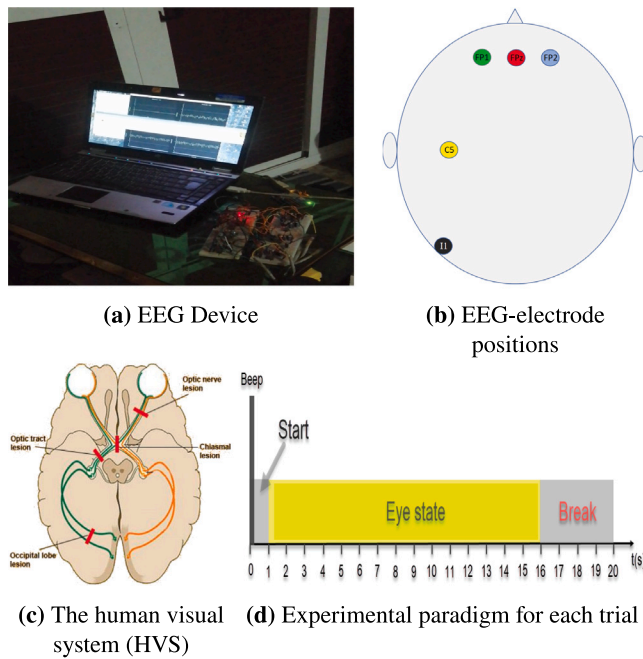 FP1 FPz FP2
C5
I1
(a) EEG Device
(b) EEG-electrode
positions
Optic nerve
lesion
Optic tract
lesion
Chiasmal
lesion
Occipital lobe
lesion
Beep
Start
Eye state
Break
t(s)
0 1 2 3 4 5 6 7 8 9 10 11 12 13 14 15 16 17 18 19 20
(c) The human visual
system (HVS)
(d) Experimental paradigm for each trial